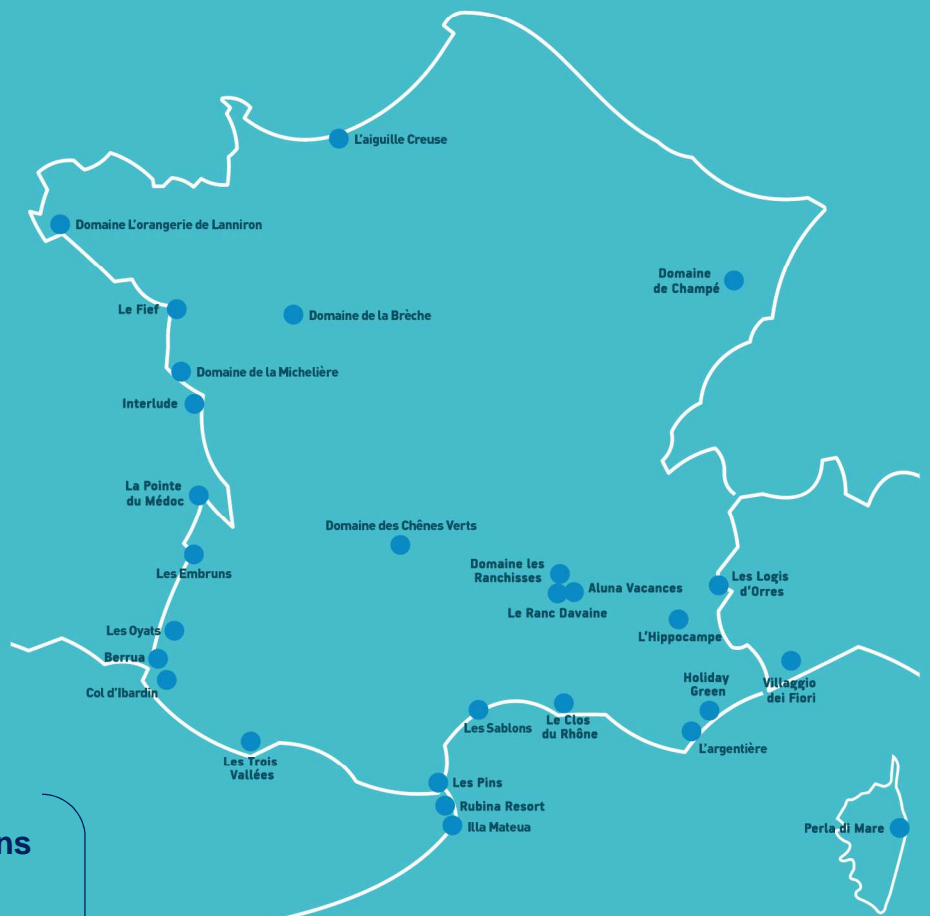 L'aiguille Creuse
Domaine L'orangerie de Lanniron
Domaine
de Champé
Le Fief
Domaine de la Brèche
Domaine de la Michelière
Interlude
La Pointe
du Médoc
Domaine des Chênes Verts
Les Embruns
Domaine les
Ranchisses
Aluna Vacances
Le Ranc Davaine
Les Logis
d'Orres
L'Hippocampe
Les Oyats
Berrua
Col d'Ibardin
Villaggio
dei Fiori
Holiday
Green
Les Sablons
Le Clos
du Rhône
L'argentière
Les Trois
Vallées
Les Pins
Rubina Resort
Illa Mateua
Perla di Mare
ns